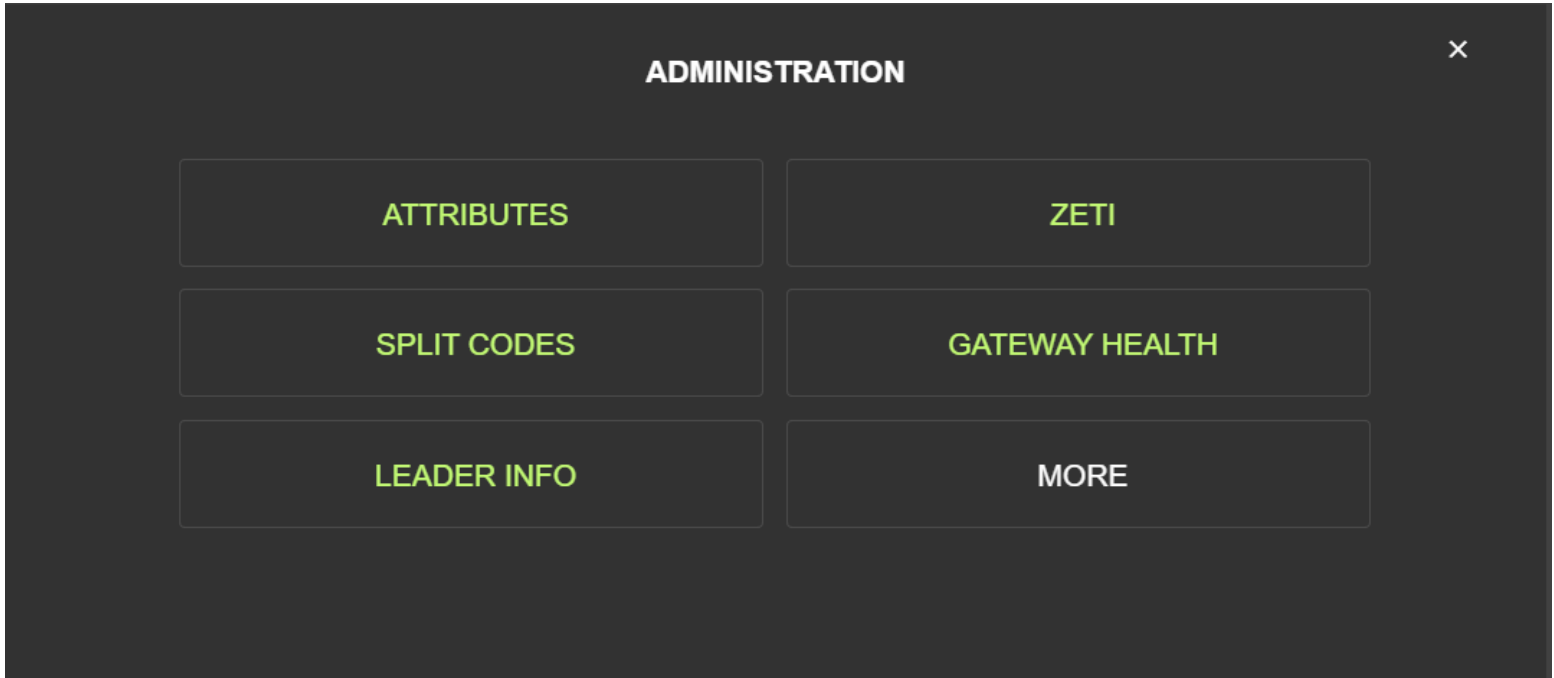 ADMINISTRATION
×
ATTRIBUTES
ZETI
SPLIT CODES
GATEWAY HEALTH
LEADER INFO
MORE